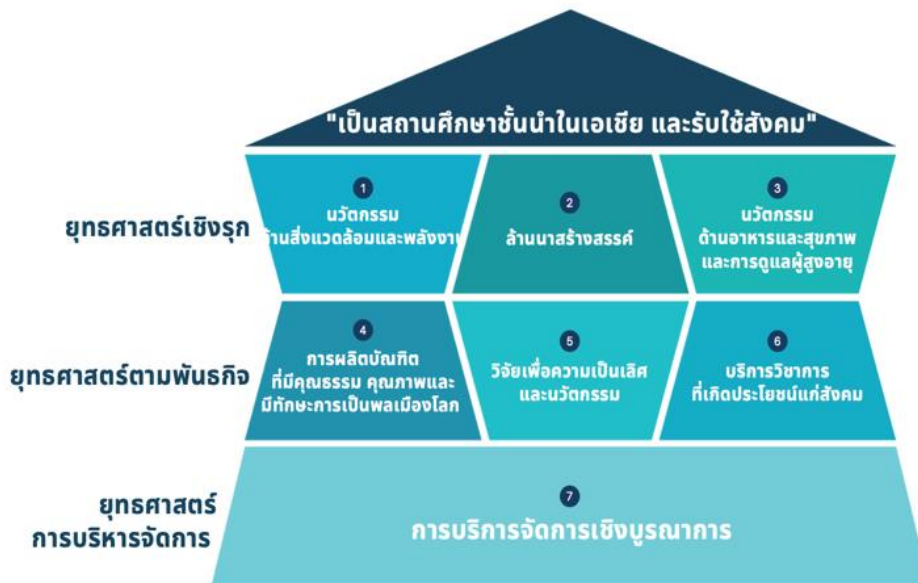 "เป็นสถานศึกษาชั้นนำในเอเชีย และรับใช้สังคม"
ยุทธศาสตร์เชิงรุก
1
นวัตกรรม
านสิ่งแวดล้อมและพลังงาน
2
ล้านนาสร้างสรรค์
3
นวัตกรรม
ด้านอาหารและสุขภาพ
และการดูแลผู้สูงอายุ
ยุทธศาสตร์ตามพันธกิจ
4
การผลิตบัณฑิต
ที่มีคุณธรรม คุณภาพและ
มีทักษะการเป็นพลเมืองโลก
5
วิจัยเพื่อความเป็นเลิศ
และนวัตกรรม
6
บริการวิชาการ
ที่เกิดประโยชน์แก่สังคม
ยุทธศาสตร์
การบริหารจัดการ
7
การบริการจัดการเชิงบูรณาการ